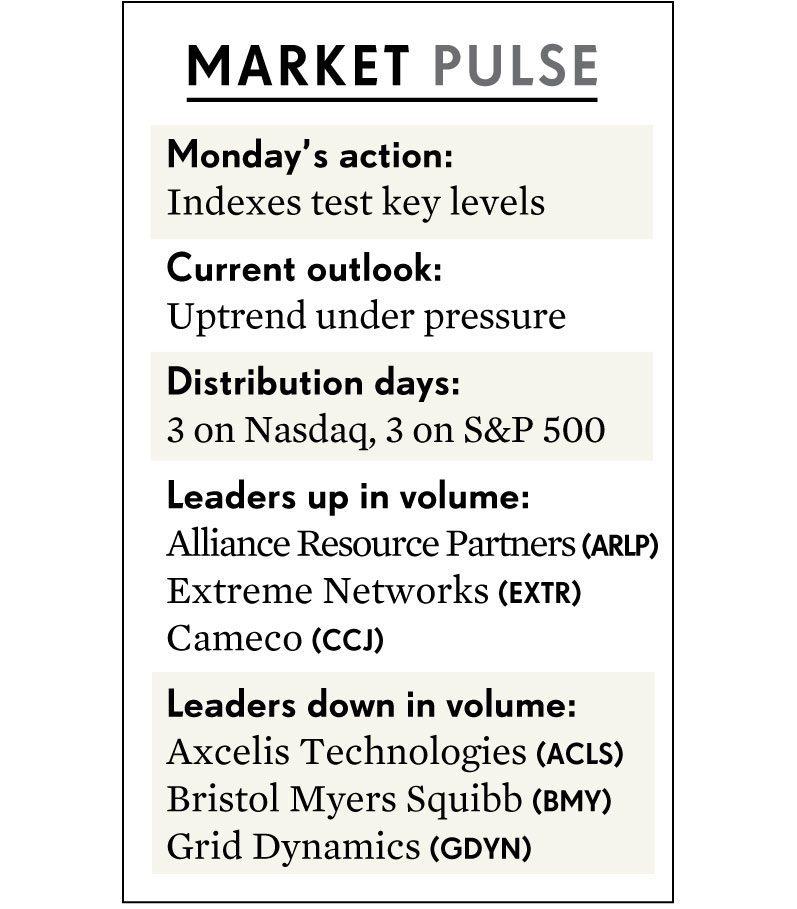 MARKET PULSE
Monday's action:
Indexes test key levels
Current outlook:
Uptrend under pressure
Distribution days:
3 on Nasdaq, 3 on S&P 500
Leaders up in volume:
Alliance Resource Partners (ARLP)
Extreme Networks (EXTR)
Cameco (CCJ)
Leaders down in volume:
Axcelis Technologies (ACLS)
Bristol Myers Squibb (BMY)
Grid Dynamics (GDYN)